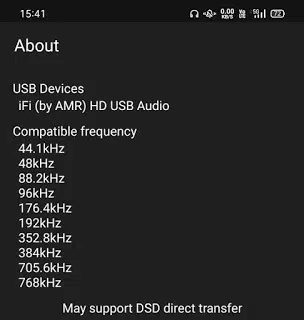 15:41
0.00
KB/S
5G
72
About
USB Devices
iFi (by AMR) HD USB Audio
Compatible frequency
44.1kHz
48kHz
88.2kHz
96kHz
176.4kHz
192kHz
352.8kHz
384kHz
705.6kHz
768kHz
May support DSD direct transfer